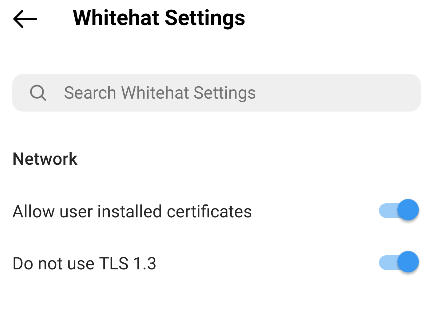 Whitehat Settings
Search Whitehat Settings
Network
Allow user installed certificates
Do not use TLS 1.3